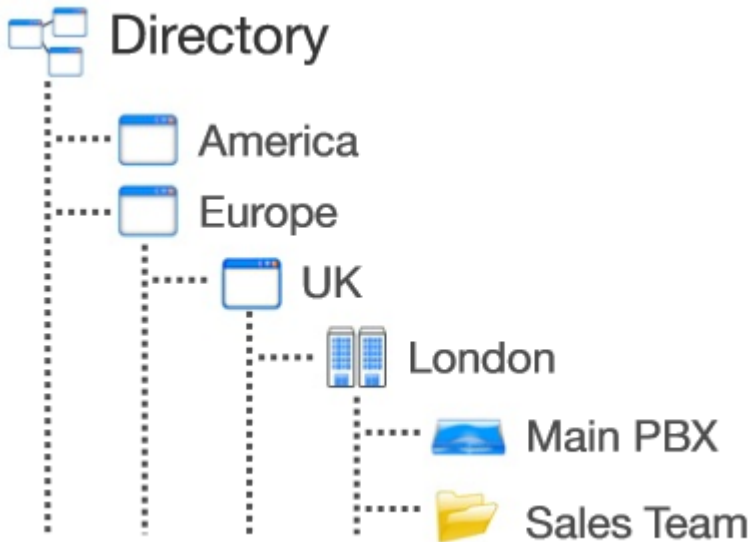 Directory
America
Europe
UK
London
Main PBX
Sales Team